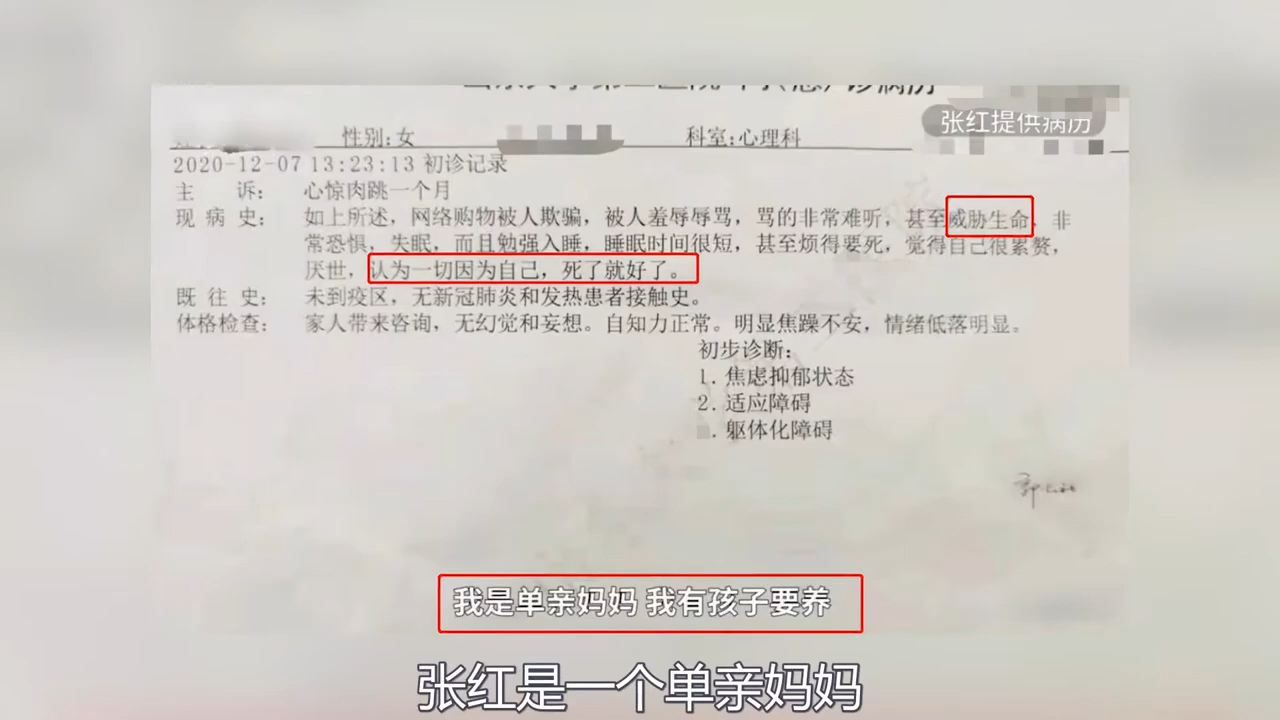 张红提供病历
性别:女 科室:心理科
2020-12-07 13:23:13 初诊记录
主 诉: 心惊肉跳一个月
现 病 史: 如上所述，网络购物被人欺骗，被人羞辱辱骂，骂的非常难听，甚至威胁生命，非
常恐惧，失眠，而且勉强入睡，睡眠时间很短，甚至烦得要死，觉得自己很累赘，
厌世，认为一切因为自己，死了就好了。
既 往 史: 未到疫区，无新冠肺炎和发热患者接触史。
体格检查: 家人带来咨询，无幻觉和妄想。自知力正常。明显焦躁不安，情绪低落明显。
初步诊断:
1. 焦虑抑郁状态
2. 适应障碍
. 躯体化障碍
我是单亲妈妈 我有孩子要养
张红是一个单亲妈妈